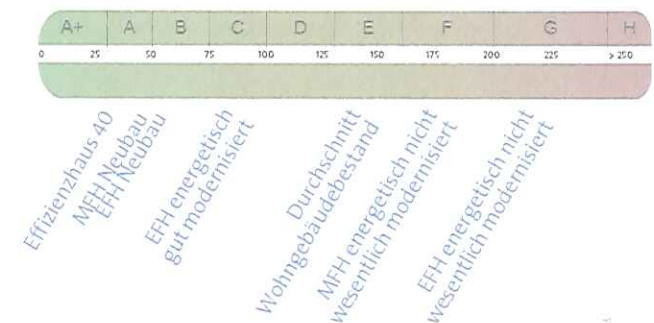 A+ A B C D E F G H
0 25 50 75 100 125 150 175 200 225 > 250
Effizienzhaus 40
MFH Neubau
EFH Neubau
EFH energetisch
gut modernisiert
Durchschnitt
Wohngebäudebestand
MFH energetisch nicht
wesentlich modernisiert
EFH energetisch nicht
wesentlich modernisiert